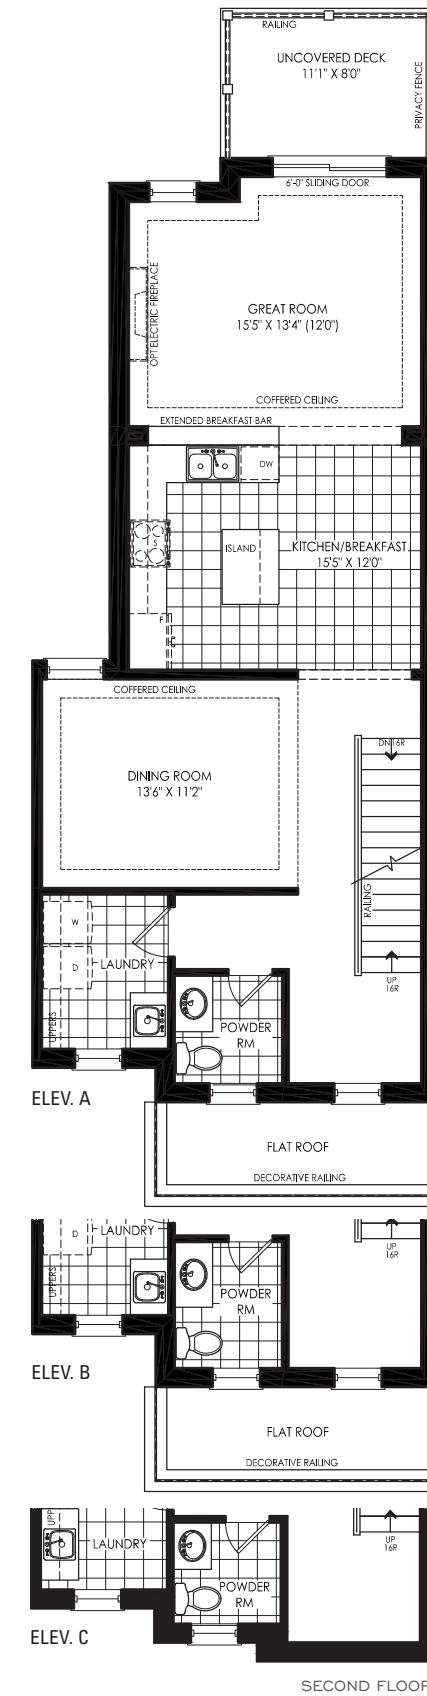 RAILING
UNCOVERED DECK
11'1" X 8'0"
PRIVACY FENCE
6'-0" SLIDING DOOR
OPT ELECTRIC FIREPLACE
GREAT ROOM
15'5" X 13'4" (12'0")
COFFERED CEILING
EXTENDED BREAKFAST BAR
DW
S
ISLAND
KITCHEN/BREAKFAST
15'5" X 12'0"
F
COFFERED CEILING
DN16R
DINING ROOM
13'6" X 11'2"
RAILING
W
D
LAUNDRY
UP
16R
UPPERS
POWDER
RM
ELEV. A
FLAT ROOF
DECORATIVE RAILING
D
LAUNDRY
UP
16R
UPPERS
POWDER
RM
ELEV. B
FLAT ROOF
DECORATIVE RAILING
UPP
LAUNDRY
UP
16R
POWDER
RM
ELEV. C
SECOND FLOOR